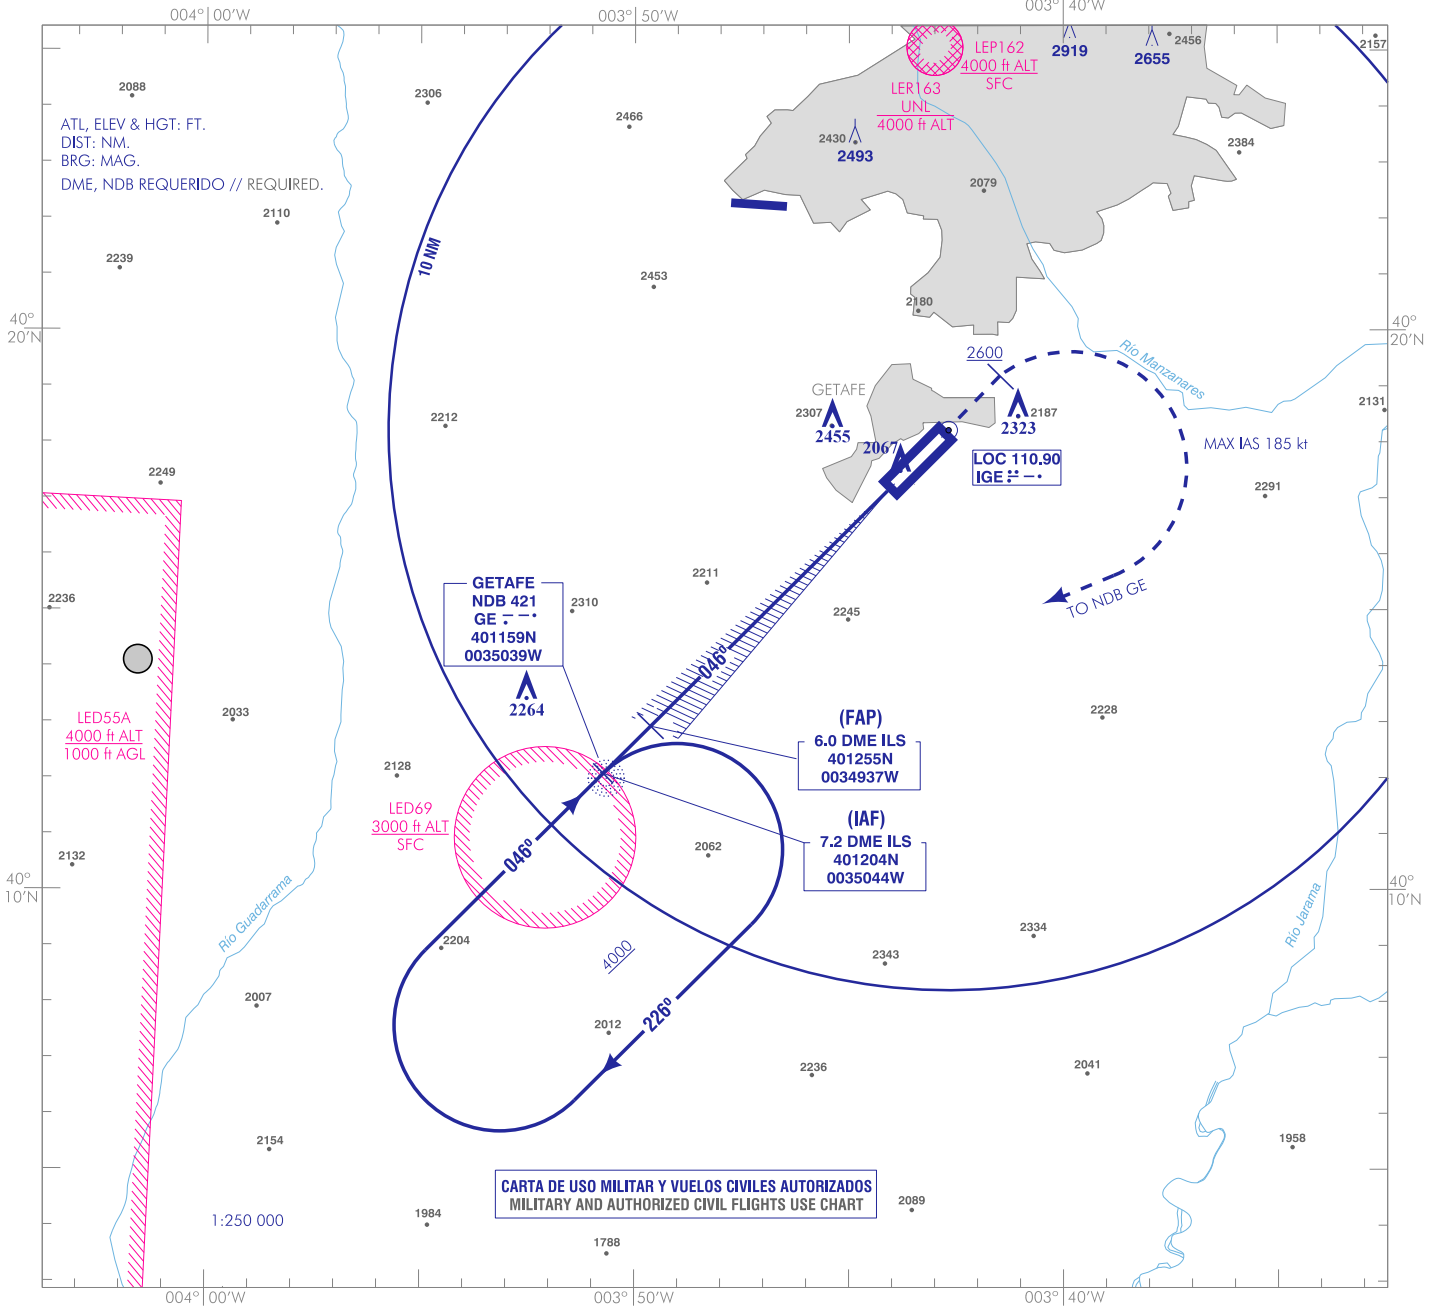 004° 00'W
003° 50'W
003° 40'W
2088
2306
2466
2430
2493
LEP162
4000 ft ALT
SFC
LER163
UNL
4000 ft ALT
2919
2655
2456
2157
2384
2079
ATL, ELEV & HGT: FT.
DIST: NM.
BRG: MAG.
DME, NDB REQUERIDO // REQUIRED.
2110
2239
10 NM
2453
2180
40°
20'N
40°
20'N
2600
Río Manzanares
GETAFE
2307
2455
2067
2187
2323
2131
2212
MAX IAS 185 kt
LOC 110.90
IGE
2249
2291
2236
2211
2310
2245
TO NDB GE
GETAFE
NDB 421
GE
401159N
0035039W
2264
046°
2033
2228
LED55A
4000 ft ALT
1000 ft AGL
(FAP)
6.0 DME ILS
401255N
0034937W
2128
LED69
3000 ft ALT
SFC
(IAF)
7.2 DME ILS
401204N
0035044W
046°
2062
2132
40°
10'N
40°
10'N
Río Guadarrama
Río Jarama
2204
4000
2343
2334
2007
2012
226°
2236
2041
2154
1958
CARTA DE USO MILITAR Y VUELOS CIVILES AUTORIZADOS
MILITARY AND AUTHORIZED CIVIL FLIGHTS USE CHART
1:250 000
1984
1788
2089
004° 00'W
003° 50'W
003° 40'W